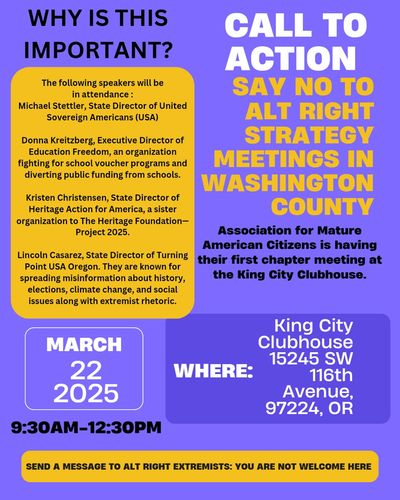 WHY IS THIS
IMPORTANT?
The following speakers will be
in attendance :
Michael Stettler, State Director of United
Sovereign Americans (USA)
Donna Kreitzberg, Executive Director of
Education Freedom, an organization
fighting for school voucher programs and
diverting public funding from schools.
Kristen Christensen, State Director of
Heritage Action for America, a sister
organization to The Heritage Foundation—
Project 2025.
Lincoln Casarez, State Director of Turning
Point USA Oregon. They are known for
spreading misinformation about history,
elections, climate change, and social
issues along with extremist rhetoric.
CALL TO
ACTION
SAY NO TO
ALT RIGHT
STRATEGY
MEETINGS IN
WASHINGTON
COUNTY
Association for Mature
American Citizens is having
their first chapter meeting at
the King City Clubhouse.
MARCH
22
2025
9:30AM-12:30PM
WHERE:
King City
Clubhouse
15245 SW
116th
Avenue,
97224, OR
SEND A MESSAGE TO ALT RIGHT EXTREMISTS: YOU ARE NOT WELCOME HERE